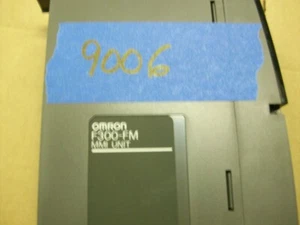 9006
OMRON
F300-FM
MMI UNIT